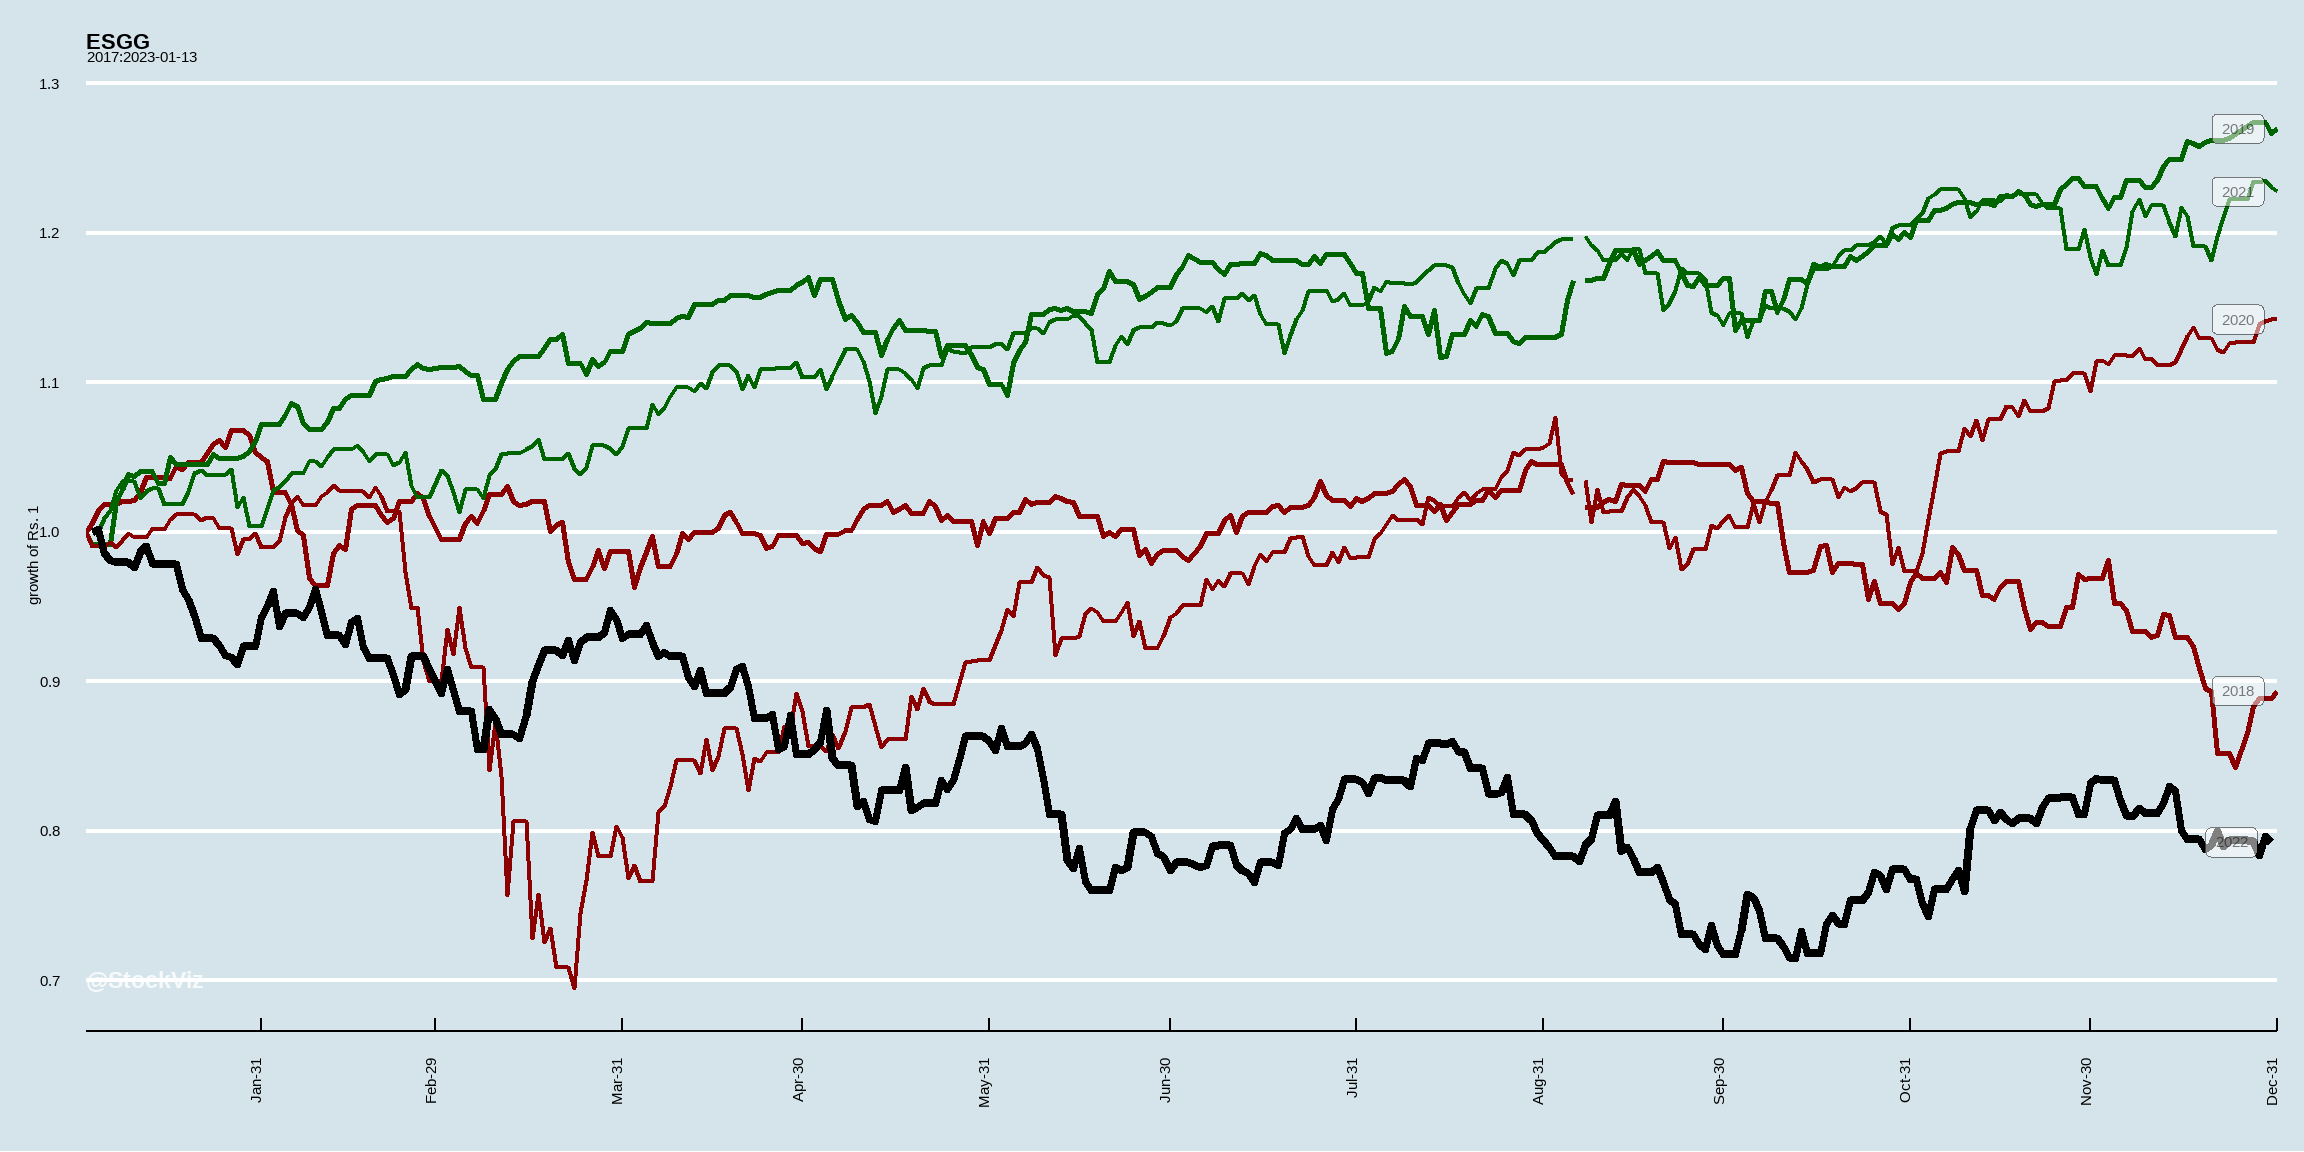 ESGG
2017:2023-01-13
1.3
1.2
1.1
1.0
0.9
0.8
0.7
growth of Rs. 1
2019
2021
2020
2018
2022
@StockViz
Jan-31
Feb-29
Mar-31
Apr-30
May-31
Jun-30
Jul-31
Aug-31
Sep-30
Oct-31
Nov-30
Dec-31